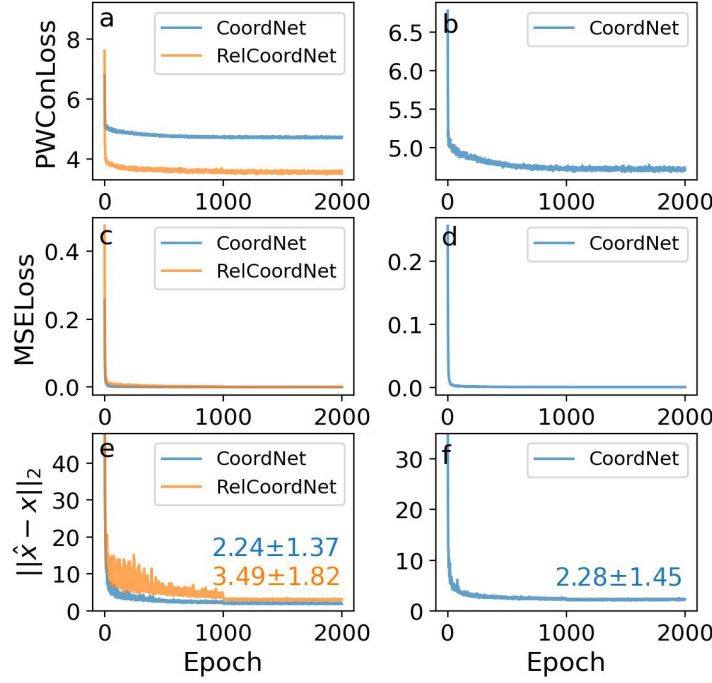 a
CoordNet
RelCoordNet
PWConLoss
8
6
4
0
1000
2000
b
CoordNet
6.5
6.0
5.5
5.0
0
1000
2000
c
CoordNet
RelCoordNet
MSELoss
0.4
0.2
0.0
0
1000
2000
d
CoordNet
0.2
0.1
0.0
0
1000
2000
e
CoordNet
RelCoordNet
||x̂ − x||₂
40
30
20
10
0
2.24±1.37
3.49±1.82
0
1000
2000
Epoch
f
CoordNet
30
20
10
0
2.28±1.45
0
1000
2000
Epoch